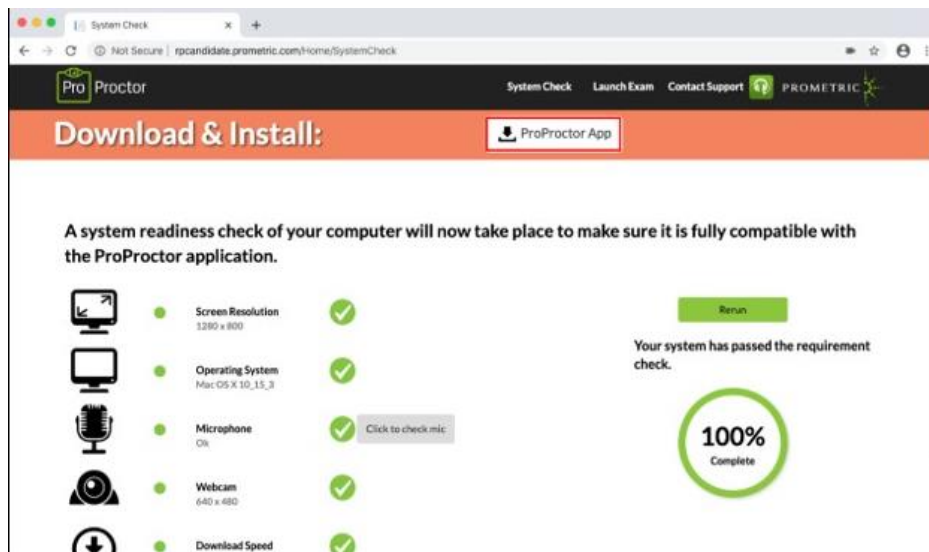 System Check
Not Secure | rpcandidate.prometric.com/Home/SystemCheck
Pro Proctor
System Check Launch Exam Contact Support PROMETRIC
Download & Install:
ProProctor App
A system readiness check of your computer will now take place to make sure it is fully compatible with
the ProProctor application.
Screen Resolution
1280 x 800
Operating System
Mac OS X 10_15_3
Microphone
Ok
Click to check mic
Webcam
640 x 480
Download Speed
Rerun
Your system has passed the requirement
check.
100%
Complete